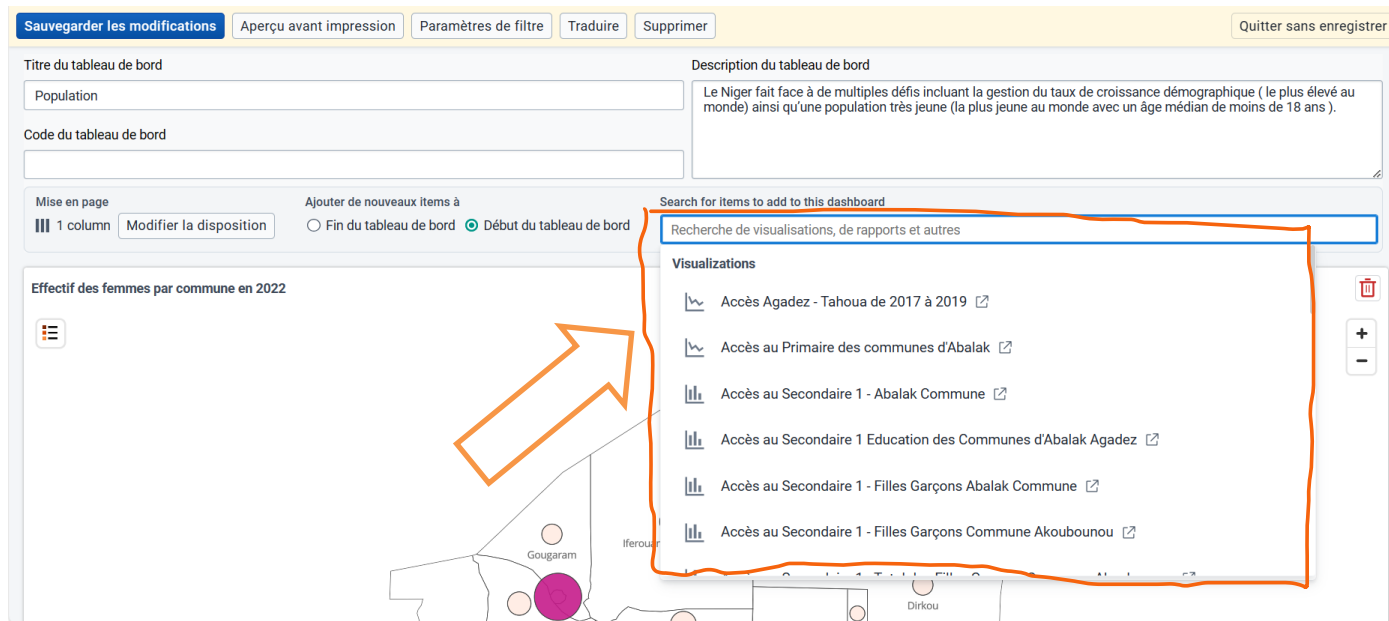 Sauvegarder les modifications Aperçu avant impression Paramètres de filtre Traduire Supprimer Quitter sans enregistrer
Titre du tableau de bord
Population
Code du tableau de bord
Description du tableau de bord
Le Niger fait face à de multiples défis incluant la gestion du taux de croissance démographique ( le plus élevé au
monde) ainsi qu'une population très jeune (la plus jeune au monde avec un âge médian de moins de 18 ans ).
Mise en page
1 column Modifier la disposition
Ajouter de nouveaux items à
Fin du tableau de bord Début du tableau de bord
Search for items to add to this dashboard
Recherche de visualisations, de rapports et autres
Visualizations
Accès Agadez - Tahoua de 2017 à 2019
Accès au Primaire des communes d'Abalak
Accès au Secondaire 1 - Abalak Commune
Accès au Secondaire 1 Education des Communes d'Abalak Agadez
Accès au Secondaire 1 - Filles Garçons Abalak Commune
Accès au Secondaire 1 - Filles Garçons Commune Akoubounou
Effectif des femmes par commune en 2022
+
−
Gougaram
Dirkou